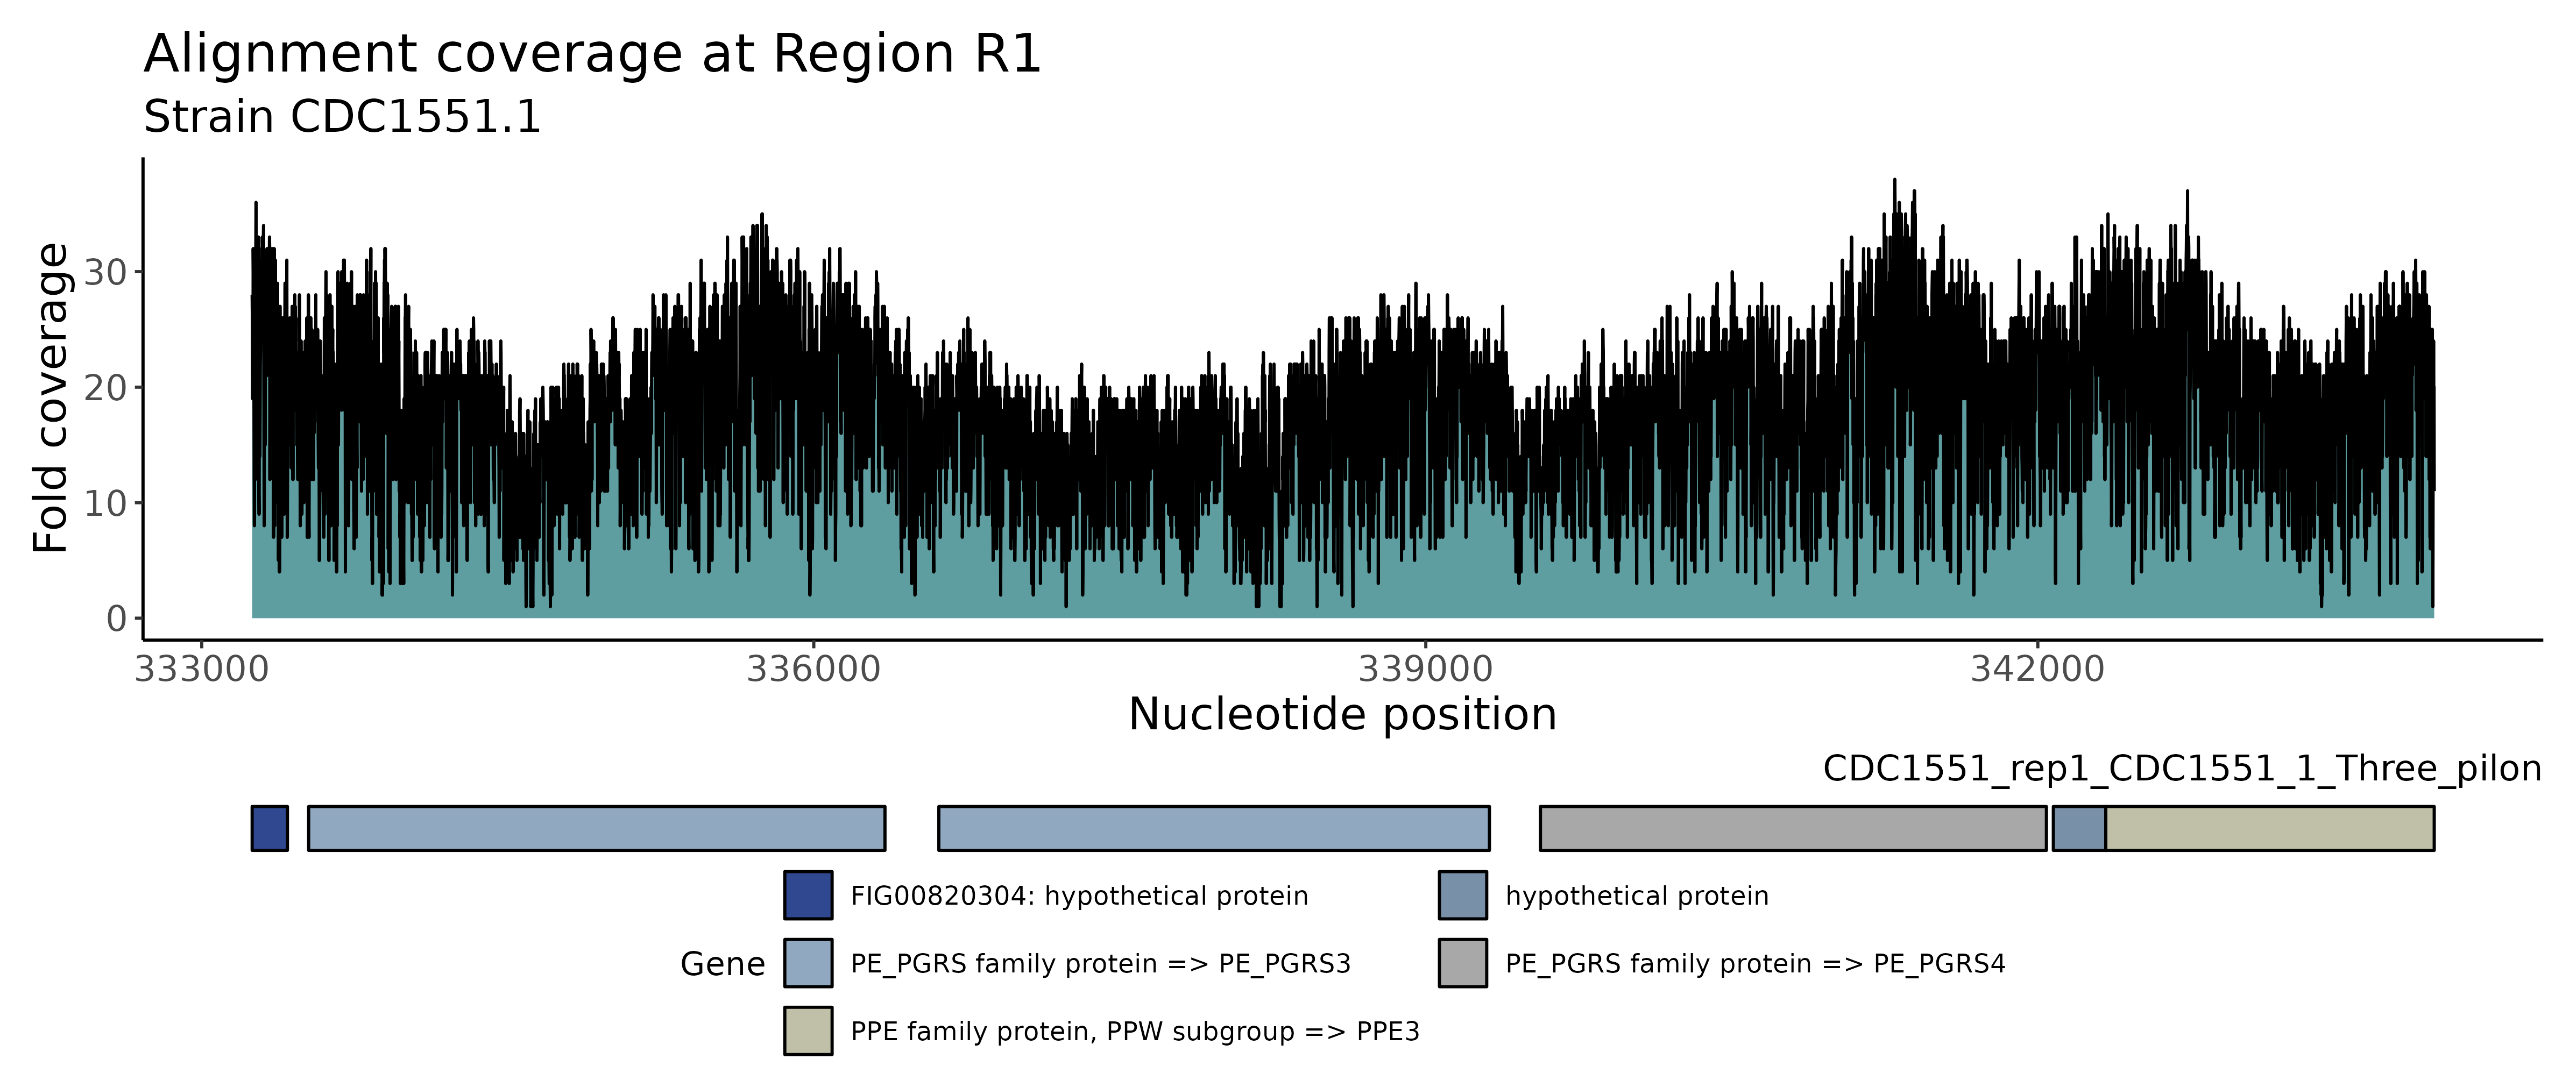 Alignment coverage at Region R1
Strain CDC1551.1
Fold coverage
30
20
10
0
333000 336000 339000 342000
Nucleotide position
CDC1551_rep1_CDC1551_1_Three_pilon
Gene
FIG00820304: hypothetical protein
PE_PGRS family protein => PE_PGRS3
PPE family protein, PPW subgroup => PPE3
hypothetical protein
PE_PGRS family protein => PE_PGRS4